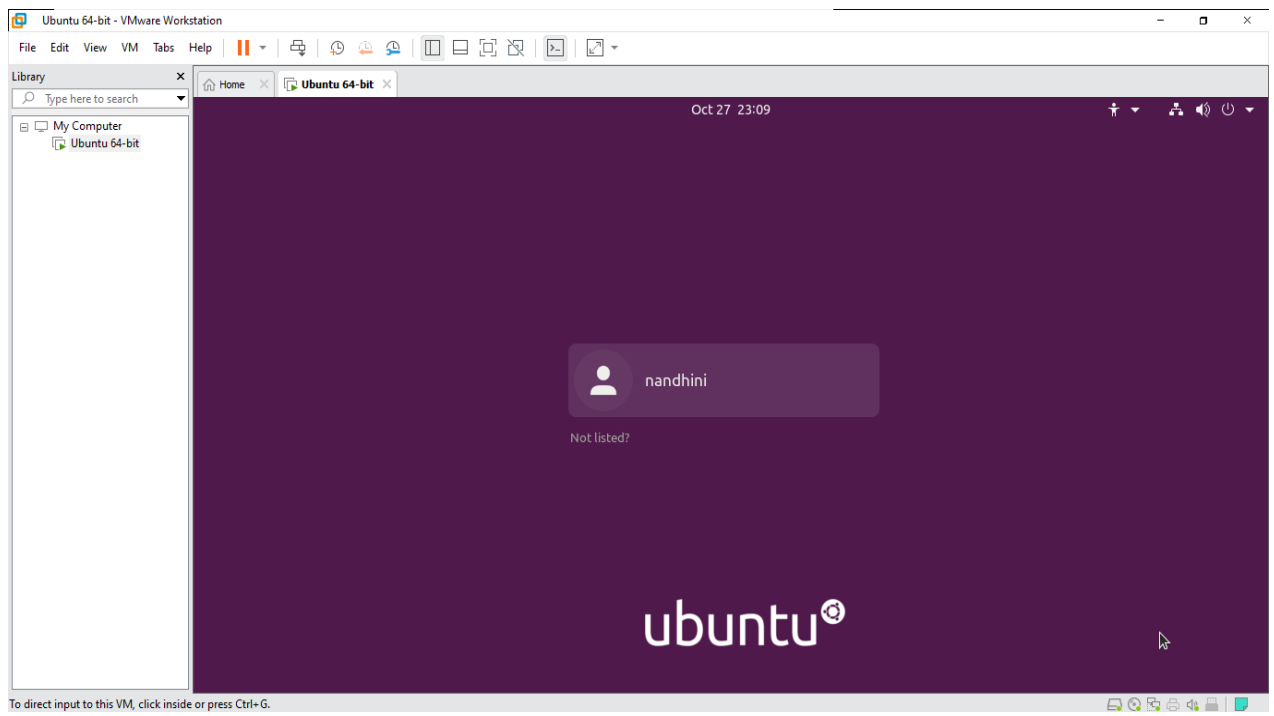 Ubuntu 64-bit - VMware Workstation
File Edit View VM Tabs Help
Library
Type here to search
My Computer
Ubuntu 64-bit
Home
Ubuntu 64-bit
Oct 27 23:09
nandhini
Not listed?
ubuntu
To direct input to this VM, click inside or press Ctrl+G.